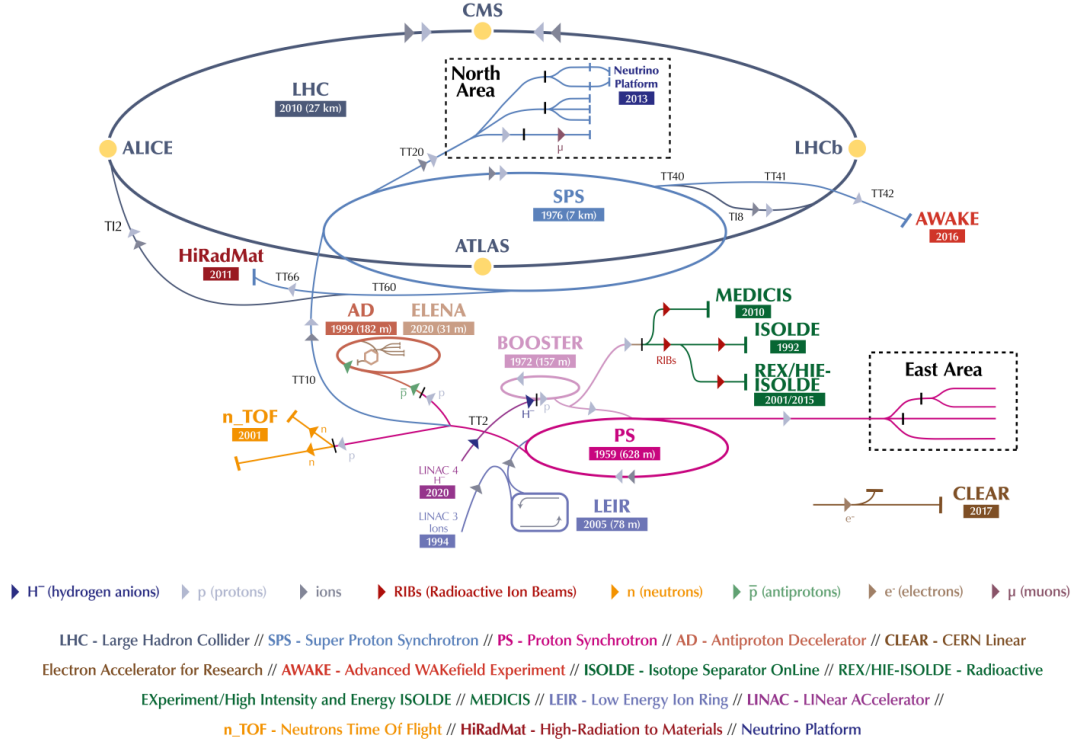 CMS
North
Area
Neutrino
Platform
2013
LHC
2010 (27 km)
ALICE
LHCb
TT20
μ
TT40
TT41
TT42
SPS
1976 (7 km)
TI8
AWAKE
2016
TI2
ATLAS
HiRadMat
2011
TT66
TT60
AD
1999 (182 m)
ELENA
2020 (31 m)
MEDICIS
2010
BOOSTER
1972 (157 m)
ISOLDE
1992
RIBs
REX/HIE-
ISOLDE
2001/2015
East Area
TT10
p̅
p
p
H⁻
TT2
n_TOF
2001
n
n
p
PS
1959 (628 m)
LINAC 4
H⁻
2020
LINAC 3
Ions
1994
LEIR
2005 (78 m)
CLEAR
2017
e⁻
H⁻ (hydrogen anions)
p (protons)
ions
RIBs (Radioactive Ion Beams)
n (neutrons)
p̅ (antiprotons)
e⁻ (electrons)
μ (muons)
LHC - Large Hadron Collider // SPS - Super Proton Synchrotron // PS - Proton Synchrotron // AD - Antiproton Decelerator // CLEAR - CERN Linear
Electron Accelerator for Research // AWAKE - Advanced WAKefield Experiment // ISOLDE - Isotope Separator OnLine // REX/HIE-ISOLDE - Radioactive
EXperiment/High Intensity and Energy ISOLDE // MEDICIS // LEIR - Low Energy Ion Ring // LINAC - LINear ACcelerator //
n_TOF - Neutrons Time Of Flight // HiRadMat - High-Radiation to Materials // Neutrino Platform